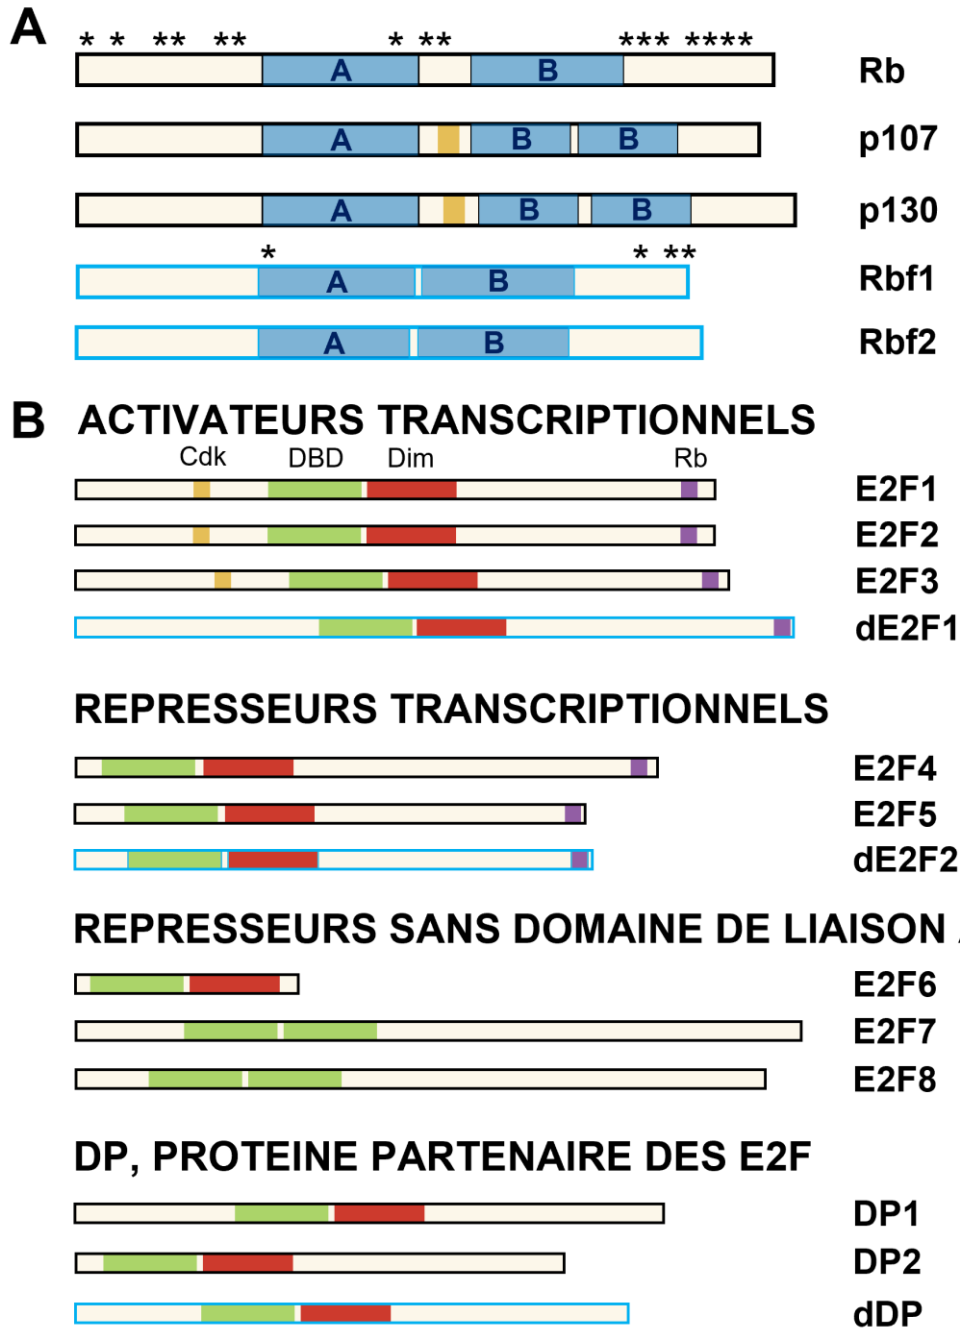 A
* * ** ** * ** *** ****
A B Rb
A B B p107
A B B p130
* * **
A B Rbf1
A B Rbf2
B ACTIVATEURS TRANSCRIPTIONNELS
Cdk DBD Dim Rb
E2F1
E2F2
E2F3
dE2F1
REPRESSEURS TRANSCRIPTIONNELS
E2F4
E2F5
dE2F2
REPRESSEURS SANS DOMAINE DE LIAISON
E2F6
E2F7
E2F8
DP, PROTEINE PARTENAIRE DES E2F
DP1
DP2
dDP